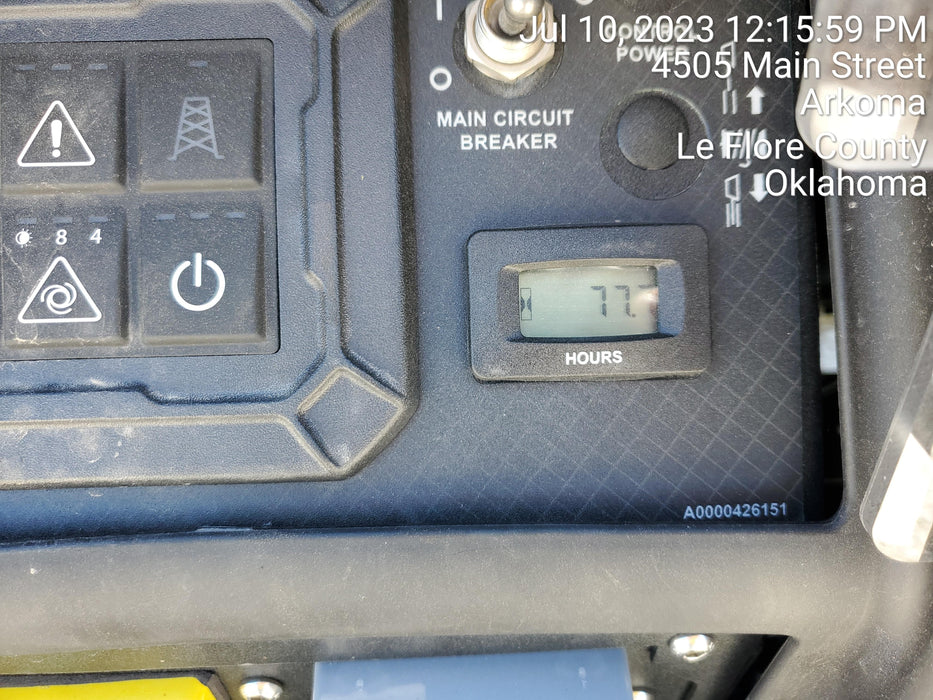 Jul 10, 2023 12:15:59 PM
4505 Main Street
Arkoma
Le Flore County
Oklahoma
I
O
CONTROL
POWER
MAIN CIRCUIT
BREAKER
8 4
77.
HOURS
A0000426151